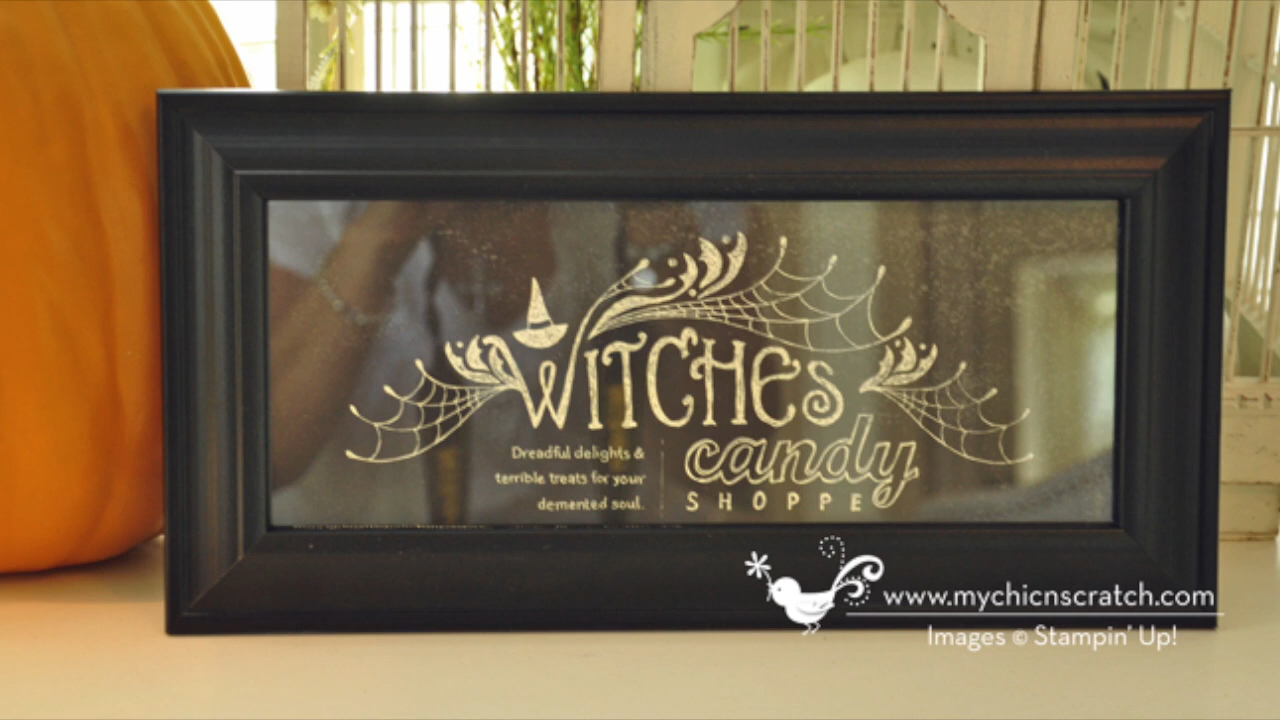 WITCHES
candy
SHOPPE
Dreadful delights &
terrible treats for your
demented soul.
www.mychicnscratch.com
Images © Stampin' Up!